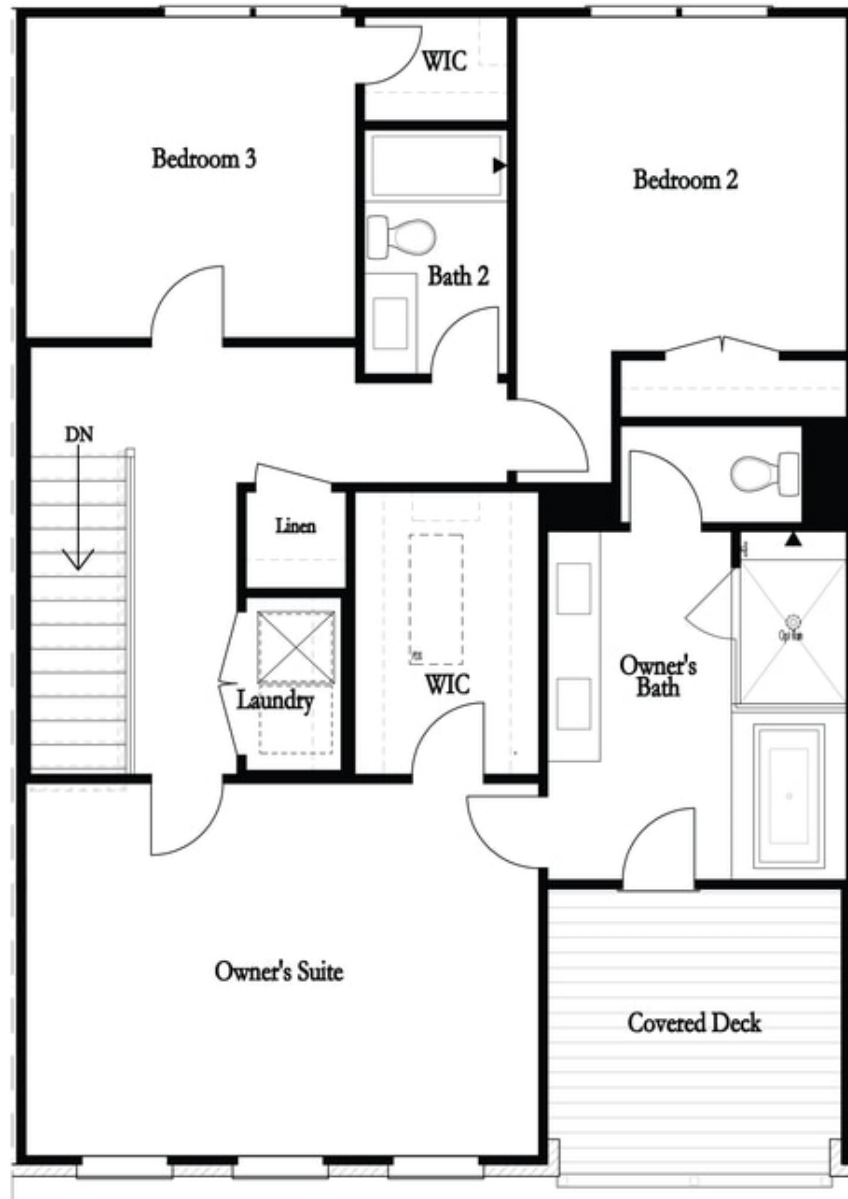 WIC
Bedroom 3
Bedroom 2
Bath 2
DN
Linen
Owner's
Bath
WIC
Laundry
Owner's Suite
Covered Deck